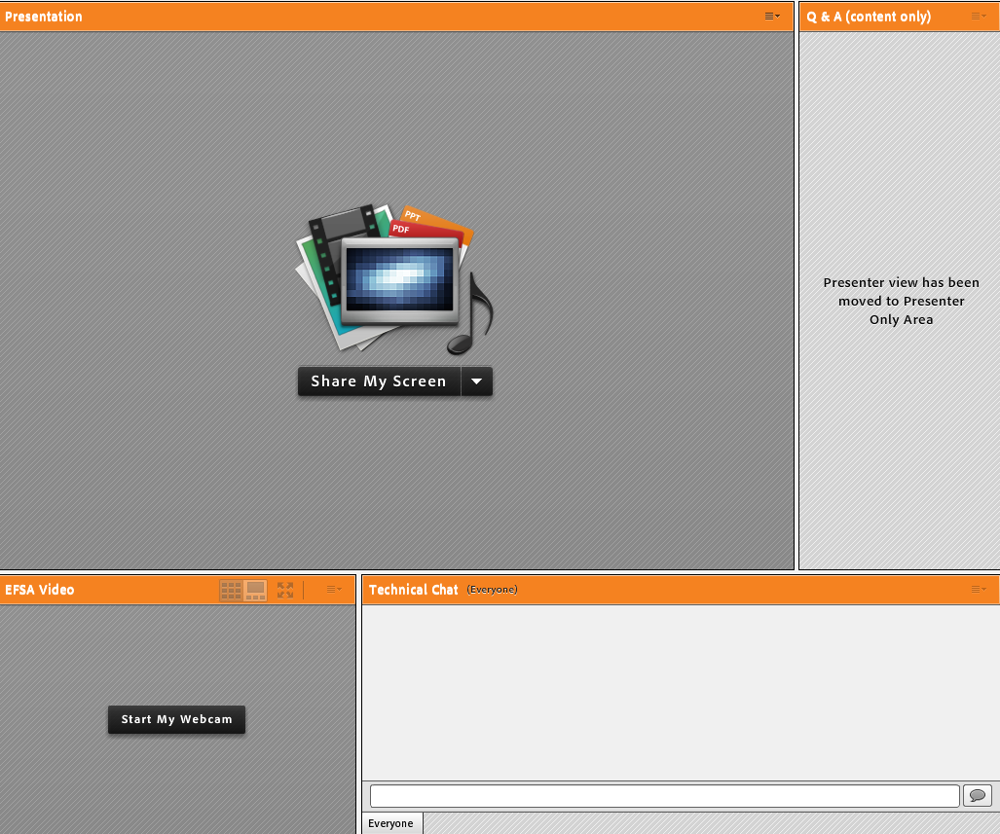 Presentation
Q & A (content only)
PPT
PDF
Share My Screen
Presenter view has been
moved to Presenter
Only Area
EFSA Video
Technical Chat (Everyone)
Start My Webcam
Everyone